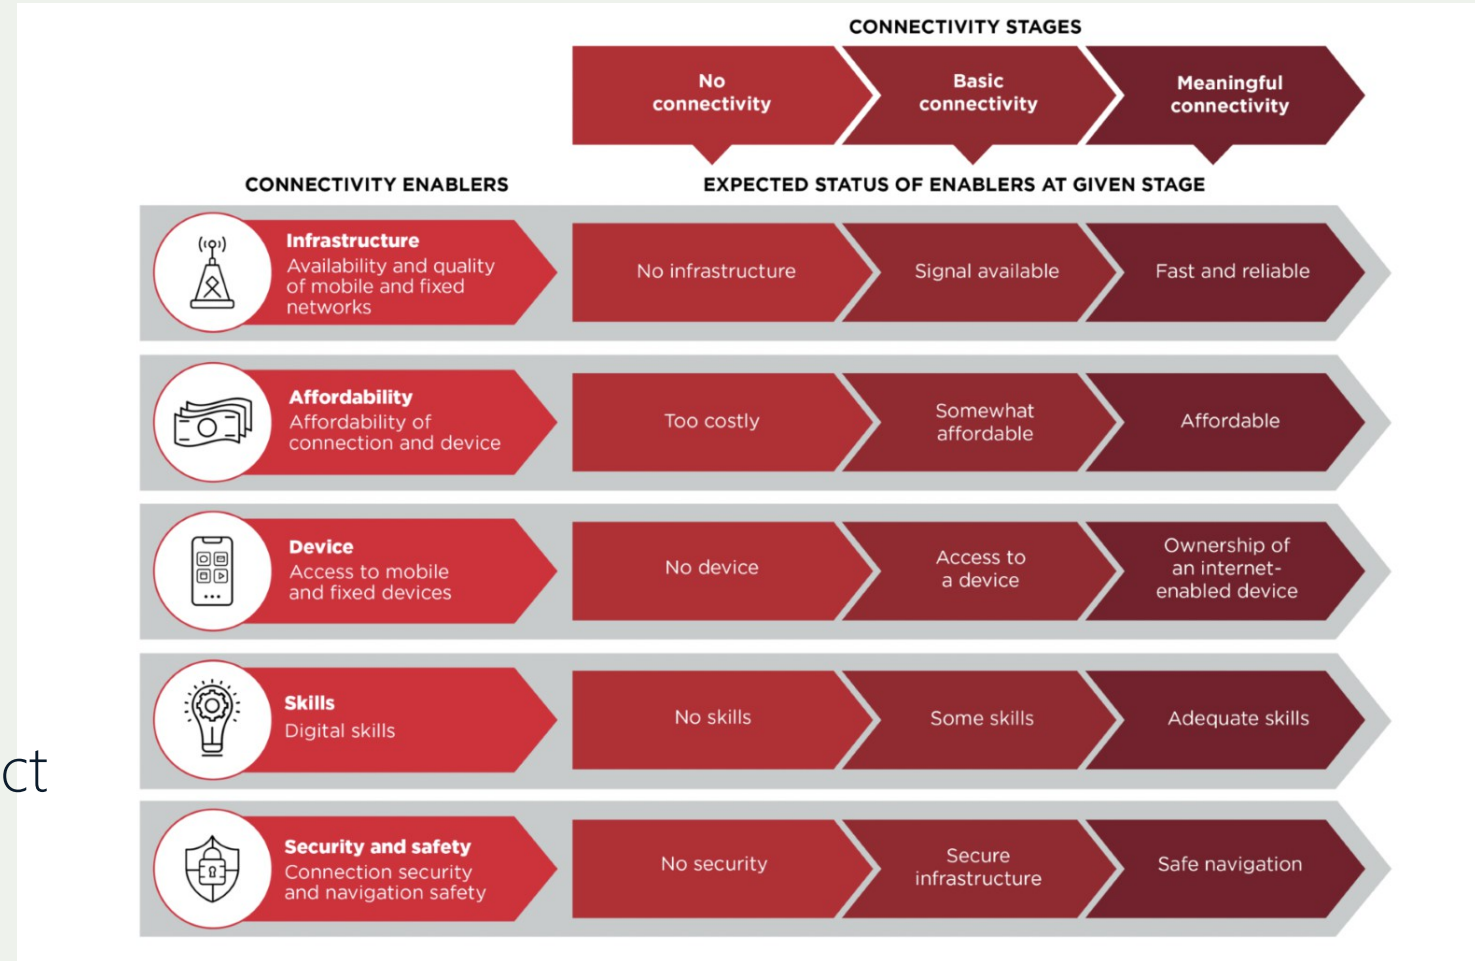 CONNECTIVITY STAGES
No
connectivity
Basic
connectivity
Meaningful
connectivity
CONNECTIVITY ENABLERS
EXPECTED STATUS OF ENABLERS AT GIVEN STAGE
Infrastructure
Availability and quality
of mobile and fixed
networks
No infrastructure
Signal available
Fast and reliable
Affordability
Affordability of
connection and device
Too costly
Somewhat
affordable
Affordable
Device
Access to mobile
and fixed devices
No device
Access to
a device
Ownership of
an internet-
enabled device
Skills
Digital skills
No skills
Some skills
Adequate skills
ct
Security and safety
Connection security
and navigation safety
No security
Secure
infrastructure
Safe navigation